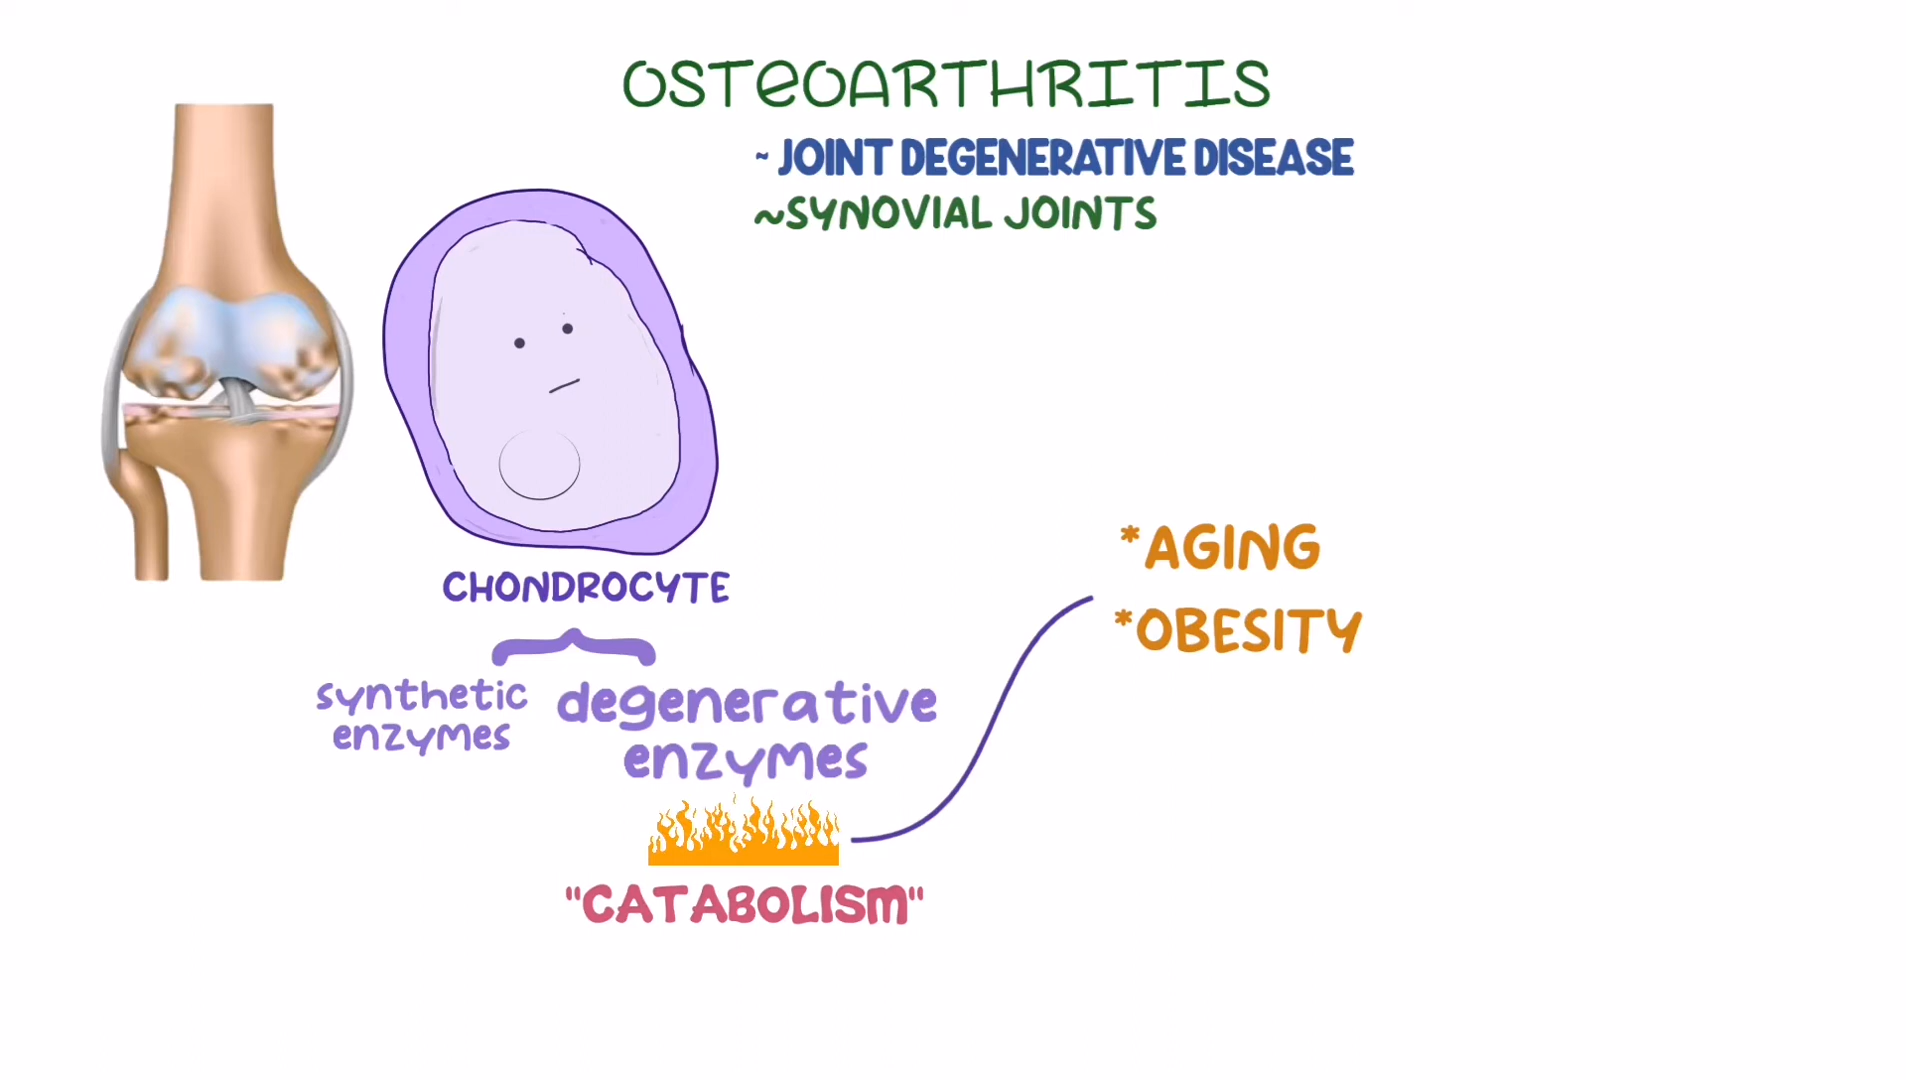 OSTEOARTHRITIS
~ JOINT DEGENERATIVE DISEASE
~SYNOVIAL JOINTS
CHONDROCYTE
synthetic
enzymes
degenerative
enzymes
"CATABOLISM"
*AGING
*OBESITY